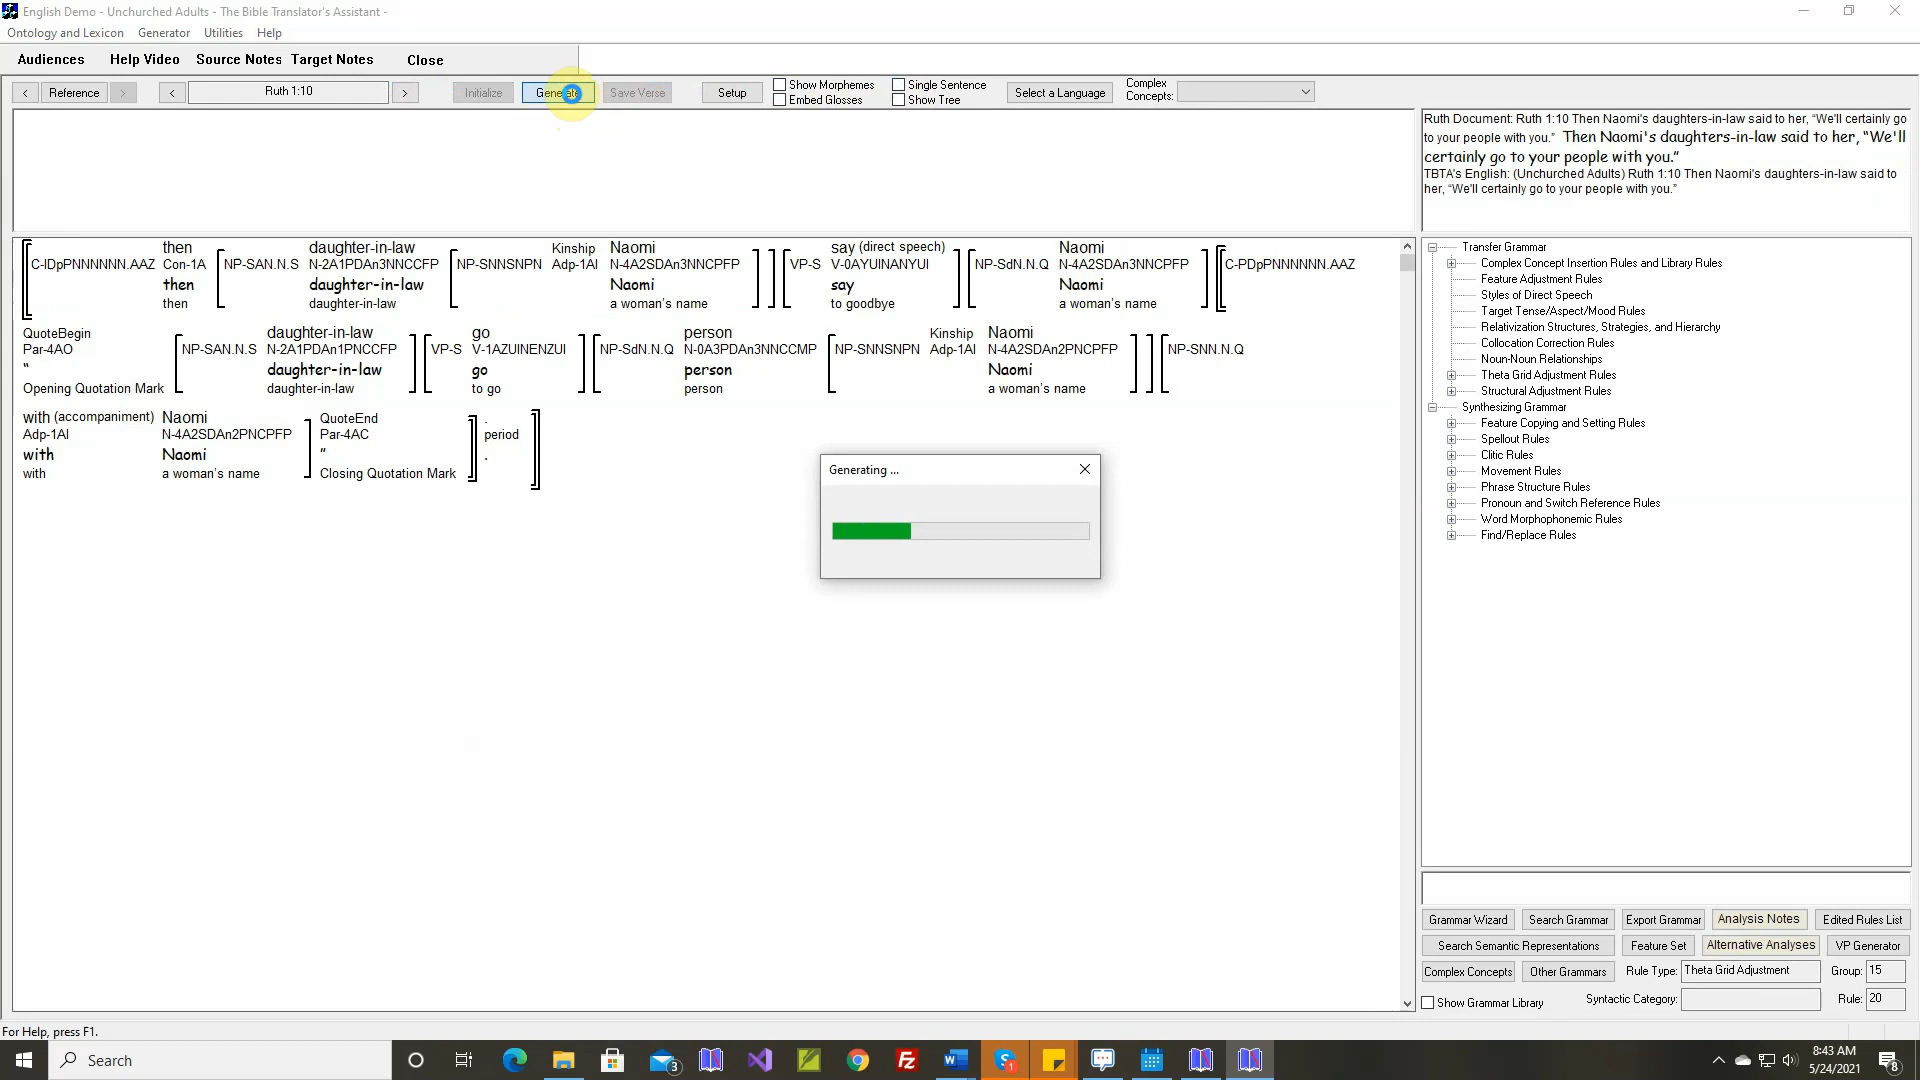 English Demo - Unchurched Adults - The Bible Translator's Assistant -
Ontology and Lexicon Generator Utilities Help
Audiences Help Video Source Notes Target Notes Close
< Reference > < Ruth 1:10 > Initialize Generate Save Verse Setup Show Morphemes Single Sentence Select a Language Complex
Embed Glosses Show Tree Concepts:
Ruth Document: Ruth 1:10 Then Naomi's daughters-in-law said to her, “We'll certainly go
to your people with you.” Then Naomi's daughters-in-law said to her, “We'll
certainly go to your people with you.”
TBTA's English: (Unchurched Adults) Ruth 1:10 Then Naomi's daughters-in-law said to
her, “We'll certainly go to your people with you.”
then daughter-in-law Kinship Naomi say (direct speech) Naomi
C-IDpPNNNNNN.AAZ Con-1A NP-SAN.N.S N-2A1PDAn3NNCCFP NP-SNNSNPN Adp-1AI N-4A2SDAn3NNCPFP VP-S V-0AYUINANYUI NP-SdN.N.Q N-4A2SDAn3NNCPFP C-PDpPNNNNNN.AAZ
then daughter-in-law Naomi say Naomi
then daughter-in-law a woman's name to goodbye a woman's name
QuoteBegin daughter-in-law go person Kinship Naomi
Par-4AO NP-SAN.N.S N-2A1PDAn1PNCCFP VP-S V-1AZUINENZUI NP-SdN.N.Q N-0A3PDAn3NNCCMP NP-SNNSNPN Adp-1AI N-4A2SDAn2PNCPFP NP-SNN.N.Q
“ daughter-in-law go person Naomi
Opening Quotation Mark daughter-in-law to go person a woman's name
with (accompaniment) Naomi QuoteEnd .
Adp-1AI N-4A2SDAn2PNCPFP Par-4AC period
with Naomi ” .
with a woman's name Closing Quotation Mark
Generating ...
Transfer Grammar
Complex Concept Insertion Rules and Library Rules
Feature Adjustment Rules
Styles of Direct Speech
Target Tense/Aspect/Mood Rules
Relativization Structures, Strategies, and Hierarchy
Collocation Correction Rules
Noun-Noun Relationships
Theta Grid Adjustment Rules
Structural Adjustment Rules
Synthesizing Grammar
Feature Copying and Setting Rules
Spellout Rules
Clitic Rules
Movement Rules
Phrase Structure Rules
Pronoun and Switch Reference Rules
Word Morphophonemic Rules
Find/Replace Rules
Grammar Wizard Search Grammar Export Grammar Analysis Notes Edited Rules List
Search Semantic Representations Feature Set Alternative Analyses VP Generator
Complex Concepts Other Grammars Rule Type: Theta Grid Adjustment Group: 15
Show Grammar Library Syntactic Category: Rule: 20
For Help, press F1.
Search
3
1
8:43 AM
5/24/2021
8